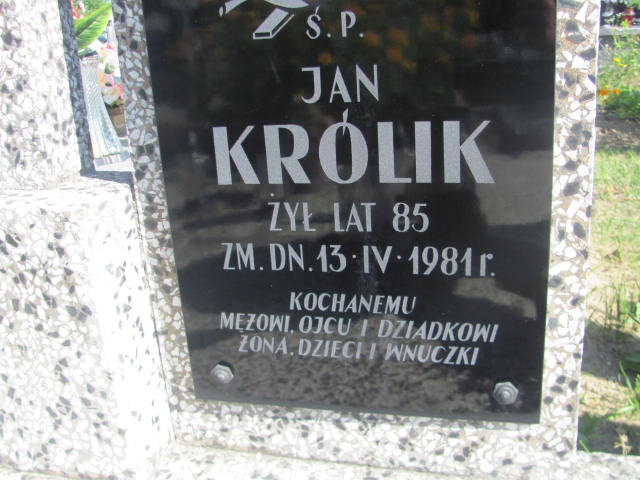 Ś. P.
JAN
KRÓLIK
ŻYŁ LAT 85
ZM. DN. 13 · IV · 1981 r.
KOCHANEMU
MĘŻOWI, OJCU I DZIADKOWI
ŻONA, DZIECI I WNUCZKI